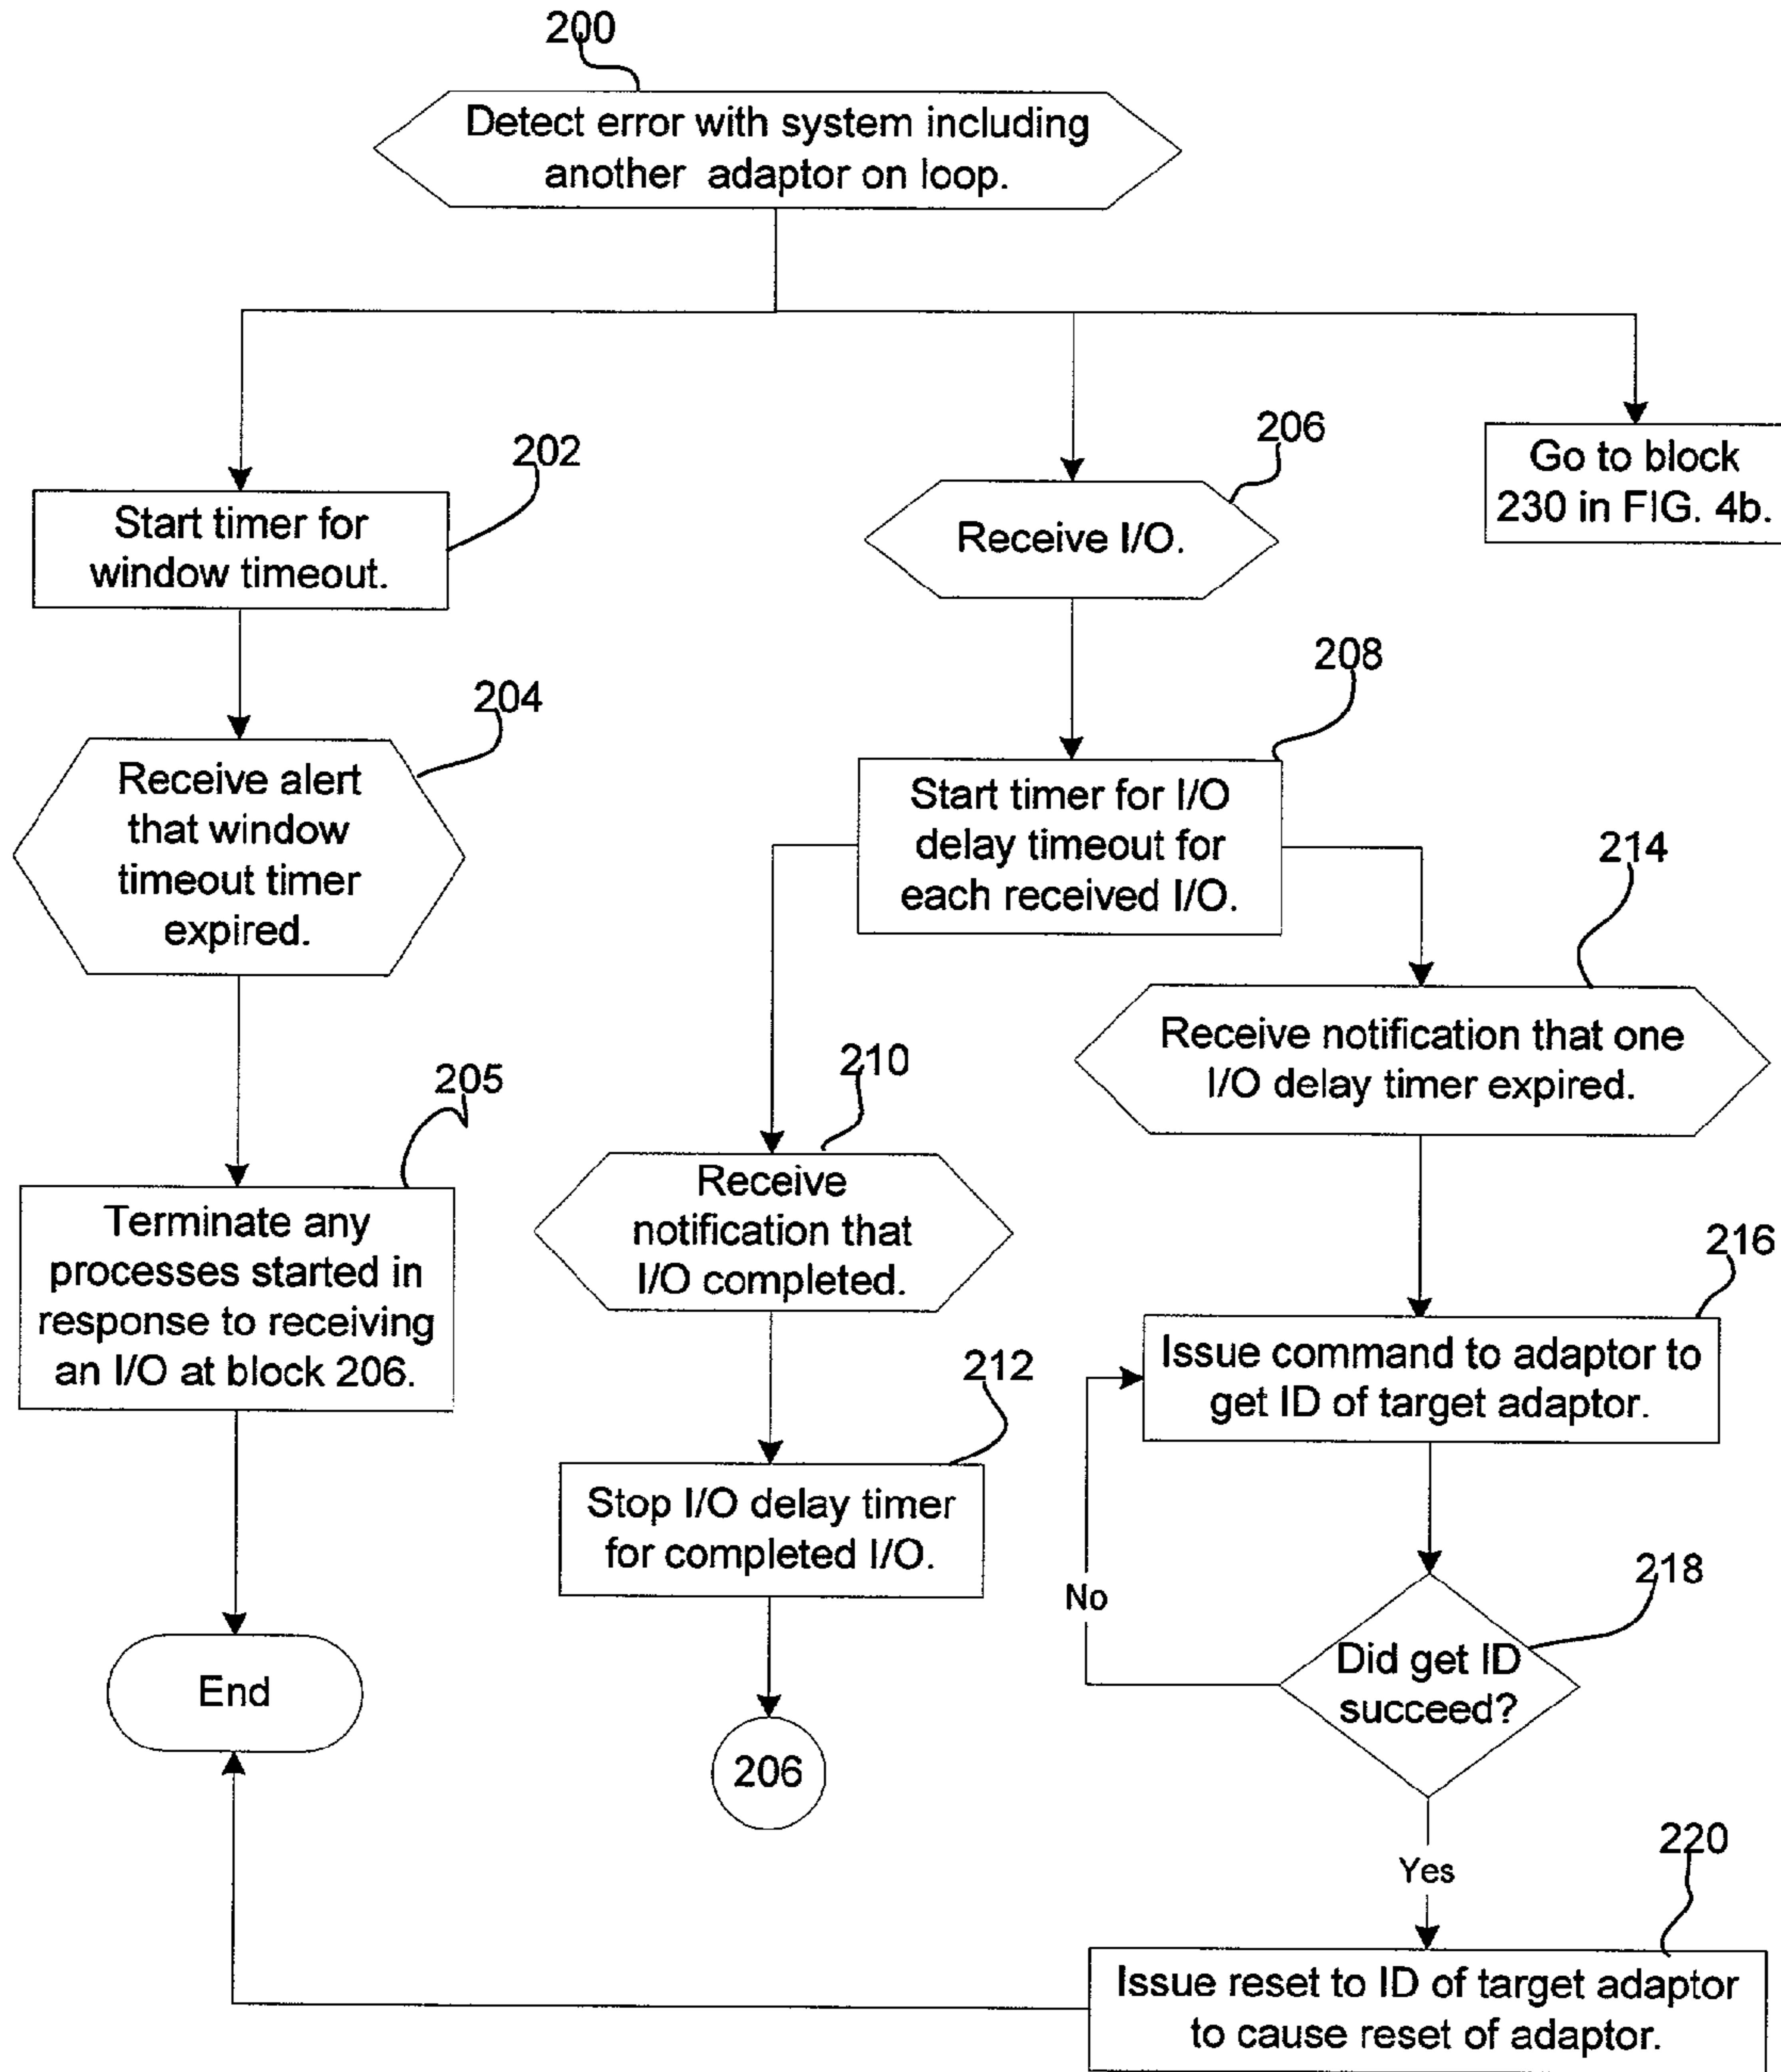 200
Detect error with system including
another adaptor on loop.
202
Start timer for
window timeout.
206
Receive I/O.
Go to block
230 in FIG. 4b.
204
Receive alert
that window
timeout timer
expired.
208
Start timer for I/O
delay timeout for
each received I/O.
214
Receive notification that one
I/O delay timer expired.
205
Terminate any
processes started in
response to receiving
an I/O at block 206.
210
Receive
notification that
I/O completed.
216
Issue command to adaptor to
get ID of target adaptor.
212
Stop I/O delay timer
for completed I/O.
218
Did get ID
succeed?
No
End
206
Yes
220
Issue reset to ID of target adaptor
to cause reset of adaptor.